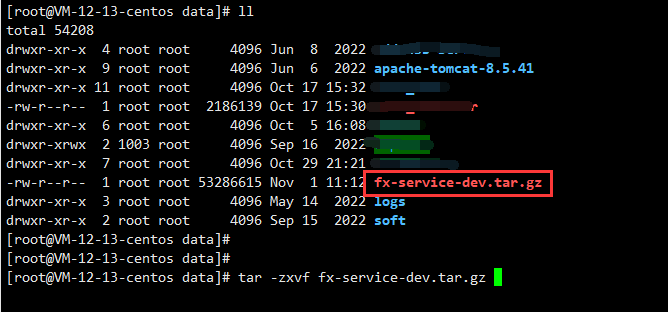 [root@VM-12-13-centos data]# ll
total 54208
drwxr-xr-x  4 root root     4096 Jun  8  2022
drwxr-xr-x  9 root root     4096 Jun  6  2022 apache-tomcat-8.5.41
drwxr-xr-x 11 root root     4096 Oct 17 15:32
-rw-r--r--  1 root root  2186139 Oct 17 15:30
drwxr-xr-x  6 root root     4096 Oct  5 16:08
drwxr-xrwx  2 1003 root     4096 Sep 16  2022
drwxr-xr-x  7 root root     4096 Oct 29 21:21
-rw-r--r--  1 root root 53286615 Nov  1 11:12 fx-service-dev.tar.gz
drwxr-xr-x  3 root root     4096 May 14  2022 logs
drwxr-xr-x  2 root root     4096 Sep 15  2022 soft
[root@VM-12-13-centos data]#
[root@VM-12-13-centos data]#
[root@VM-12-13-centos data]# tar -zxvf fx-service-dev.tar.gz